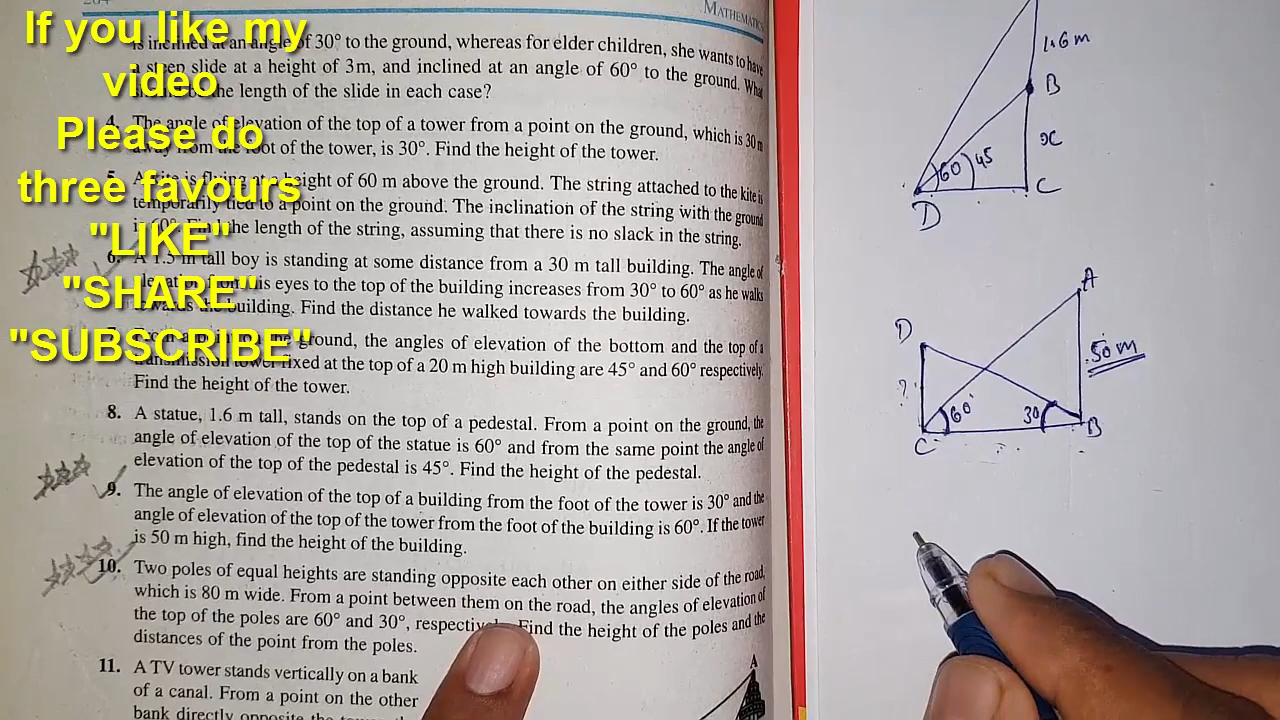 If you like my
video
Please do
three favours
"LIKE"
"SHARE"
"SUBSCRIBE"
MATHEMATICS
of 30° to the ground, whereas for elder children, she wants to have
slide at a height of 3m, and inclined at an angle of 60° to the ground. What
the length of the slide in each case?
4. The angle of elevation of the top of a tower from a point on the ground, which is 30 m
from the foot of the tower, is 30°. Find the height of the tower.
height of 60 m above the ground. The string attached to the kite is
temporarily tied to a point on the ground. The inclination of the string with the ground
the length of the string, assuming that there is no slack in the string.
6. A 1.5 m tall boy is standing at some distance from a 30 m tall building. The angle of
eyes to the top of the building increases from 30° to 60° as he walks
building. Find the distance he walked towards the building.
ground, the angles of elevation of the bottom and the top of a
transmission tower fixed at the top of a 20 m high building are 45° and 60° respectively.
Find the height of the tower.
8. A statue, 1.6 m tall, stands on the top of a pedestal. From a point on the ground, the
angle of elevation of the top of the statue is 60° and from the same point the angle of
elevation of the top of the pedestal is 45°. Find the height of the pedestal.
9. The angle of elevation of the top of a building from the foot of the tower is 30° and the
angle of elevation of the top of the tower from the foot of the building is 60°. If the tower
is 50 m high, find the height of the building.
10. Two poles of equal heights are standing opposite each other on either side of the road,
which is 80 m wide. From a point between them on the road, the angles of elevation of
the top of the poles are 60° and 30°, Find the height of the poles and the
distances of the point from the poles.
11. A TV tower stands vertically on a bank
of a canal. From a point on the other
bank directly opposite the
A
1.6 m
B
x
60 45
C
D
A
D
50 m
?
60°
30
C
B